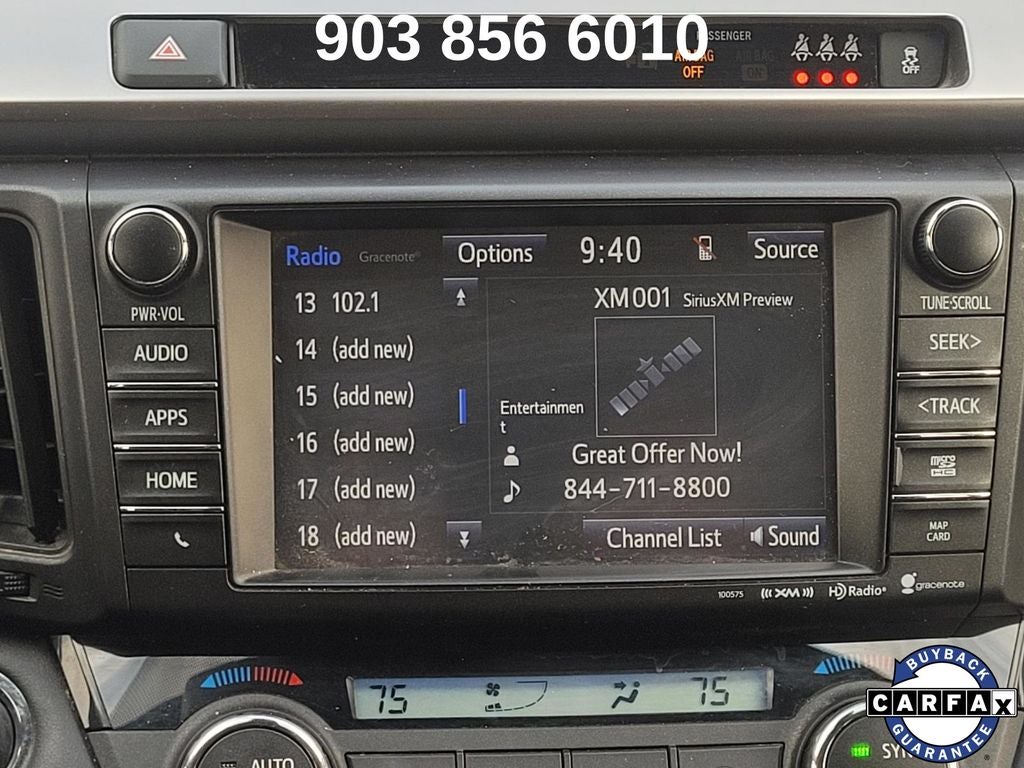 903 856 6010
PASSENGER
AIRBAG
OFF
AIRBAG
ON
OFF
PWR·VOL
AUDIO
APPS
HOME
Radio Gracenote® Options 9:40 Source
13 102.1
14 (add new)
15 (add new)
16 (add new)
17 (add new)
18 (add new)
XM001 SiriusXM Preview
Entertainmen
t
Great Offer Now!
844-711-8800
Channel List Sound
TUNE·SCROLL
SEEK>
<TRACK
micro
SD
HC
MAP
CARD
100575 ((( XM ))) HD Radio® gracenote
75 75
AUTO
SYN
BUYBACK
CARFAX
GUARANTEE
®